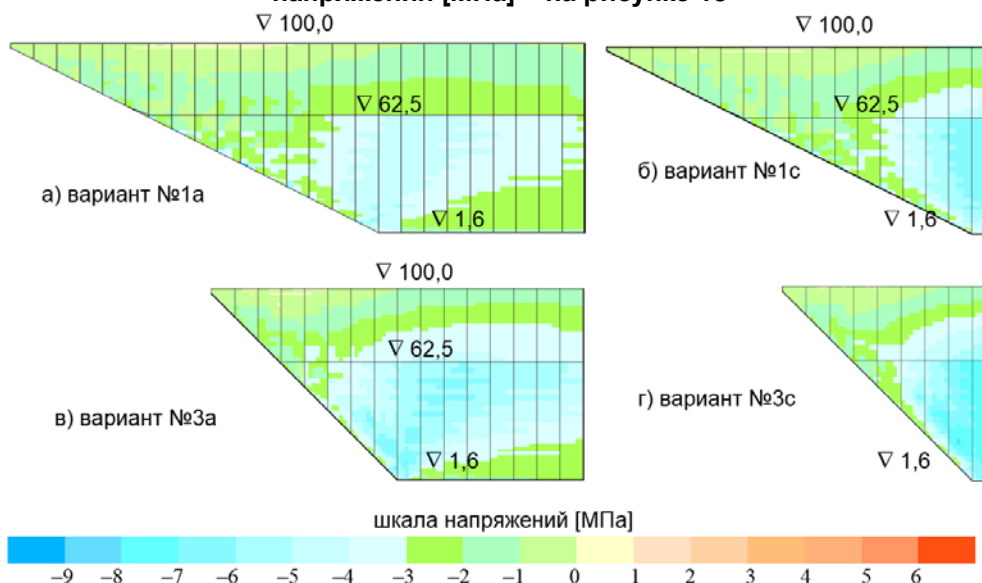 ∇ 100,0
∇ 100,0
∇ 62,5
∇ 62,5
а) вариант №1а
б) вариант №1с
∇ 1,6
∇ 1,6
∇ 100,0
∇ 62,5
в) вариант №3а
г) вариант №3с
∇ 1,6
∇ 1,6
шкала напряжений [МПа]
–9 –8 –7 –6 –5 –4 –3 –2 –1 0 1 2 3 4 5 6